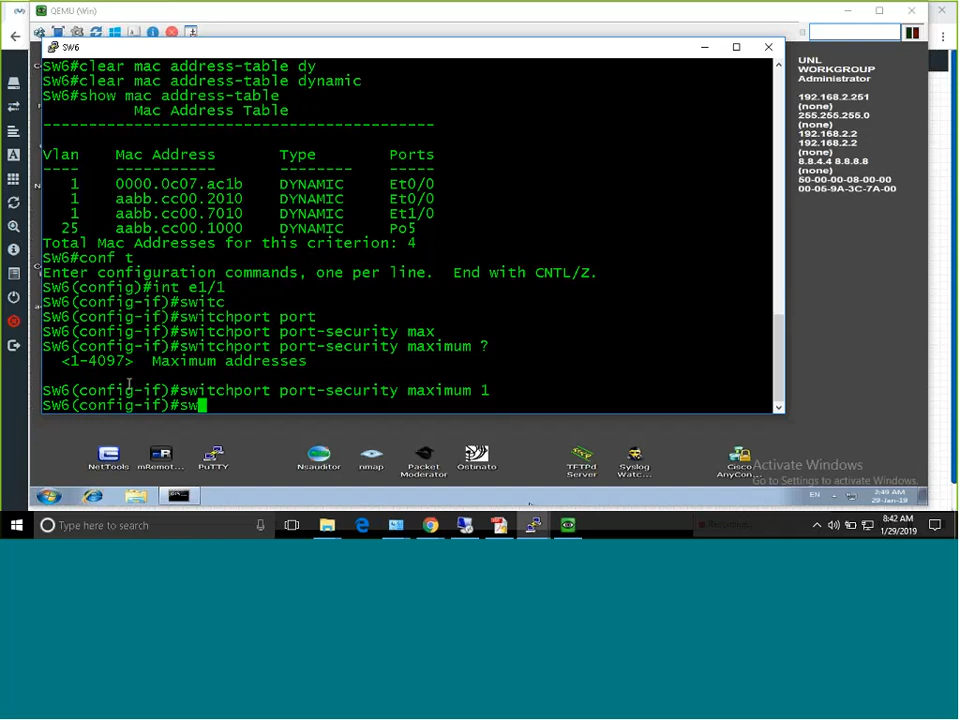 QEMU (Win)
SW6
SW6#clear mac address-table dy
SW6#clear mac address-table dynamic
SW6#show mac address-table
Mac Address Table
-------------------------------------------
Vlan Mac Address Type Ports
---- ----------- -------- -----
1 0000.0c07.ac1b DYNAMIC Et0/0
1 aabb.cc00.2010 DYNAMIC Et0/0
1 aabb.cc00.7010 DYNAMIC Et1/0
25 aabb.cc00.1000 DYNAMIC Po5
Total Mac Addresses for this criterion: 4
SW6#conf t
Enter configuration commands, one per line. End with CNTL/Z.
SW6(config)#int e1/1
SW6(config-if)#switc
SW6(config-if)#switchport port
SW6(config-if)#switchport port-security max
SW6(config-if)#switchport port-security maximum ?
<1-4097> Maximum addresses
SW6(config-if)#switchport port-security maximum 1
SW6(config-if)#sw
UNL
WORKGROUP
Administrator
192.168.2.251
(none)
255.255.255.0
(none)
192.168.2.2
192.168.2.2
(none)
8.8.4.4 8.8.8.8
50-00-00-08-00-00
00-05-9A-3C-7A-00
NetTools
mRemot...
PuTTY
Nsauditor
nmap
Packet
Moderator
Ostinato
TFTPd
Server
Syslog
Watc...
Cisco
AnyCon...
Activate Windows
Go to Settings to activate Windows.
EN
2:49 AM
29-Jan-19
Type here to search
8:42 AM
1/29/2019